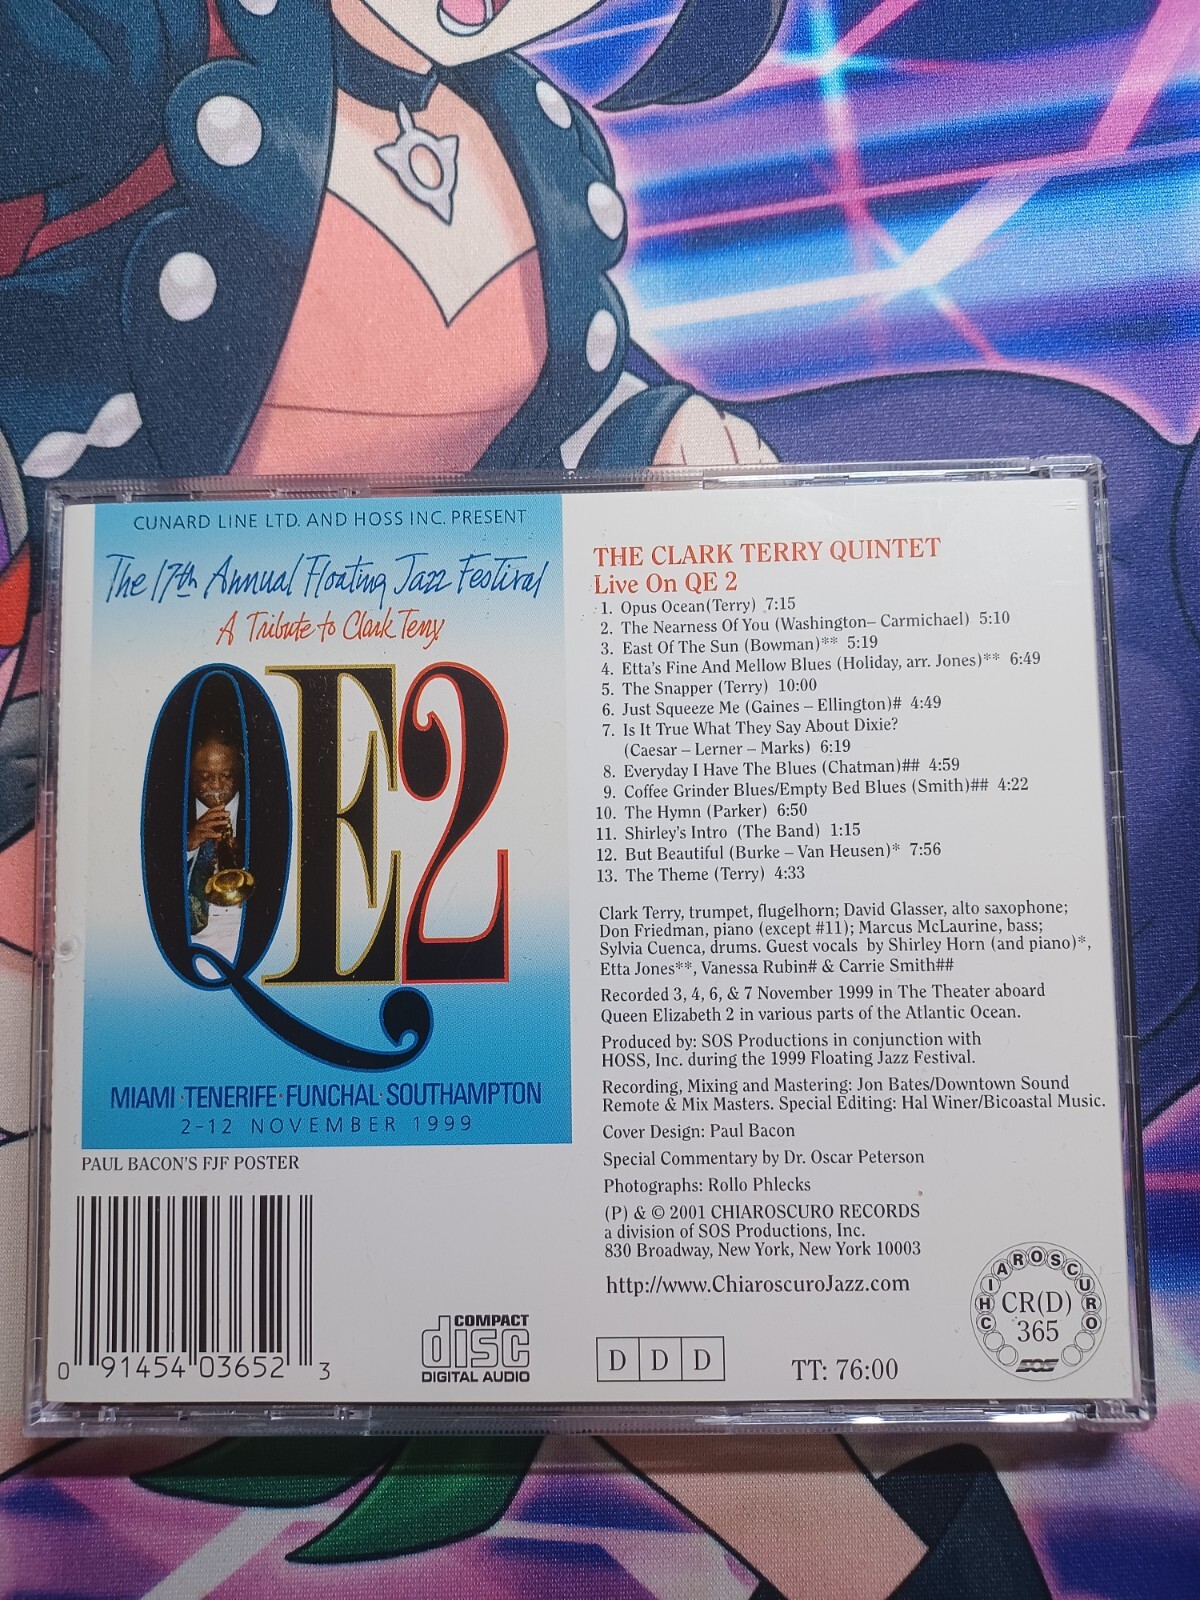 CUNARD LINE LTD. AND HOSS INC. PRESENT
The 17th Annual Floating Jazz Festival
A Tribute to Clark Terry
QE2
MIAMI·TENERIFE·FUNCHAL·SOUTHAMPTON
2-12 NOVEMBER 1999
PAUL BACON'S FJF POSTER
0 91454 03652 3
COMPACT
disc
DIGITAL AUDIO
THE CLARK TERRY QUINTET
Live On QE 2
1. Opus Ocean(Terry) 7:15
2. The Nearness Of You (Washington– Carmichael) 5:10
3. East Of The Sun (Bowman)** 5:19
4. Etta's Fine And Mellow Blues (Holiday, arr. Jones)** 6:49
5. The Snapper (Terry) 10:00
6. Just Squeeze Me (Gaines – Ellington)# 4:49
7. Is It True What They Say About Dixie?
(Caesar – Lerner – Marks) 6:19
8. Everyday I Have The Blues (Chatman)## 4:59
9. Coffee Grinder Blues/Empty Bed Blues (Smith)## 4:22
10. The Hymn (Parker) 6:50
11. Shirley's Intro (The Band) 1:15
12. But Beautiful (Burke – Van Heusen)* 7:56
13. The Theme (Terry) 4:33
Clark Terry, trumpet, flugelhorn; David Glasser, alto saxophone;
Don Friedman, piano (except #11); Marcus McLaurine, bass;
Sylvia Cuenca, drums. Guest vocals by Shirley Horn (and piano)*,
Etta Jones**, Vanessa Rubin# & Carrie Smith##
Recorded 3, 4, 6, & 7 November 1999 in The Theater aboard
Queen Elizabeth 2 in various parts of the Atlantic Ocean.
Produced by: SOS Productions in conjunction with
HOSS, Inc. during the 1999 Floating Jazz Festival.
Recording, Mixing and Mastering: Jon Bates/Downtown Sound
Remote & Mix Masters. Special Editing: Hal Winer/Bicoastal Music.
Cover Design: Paul Bacon
Special Commentary by Dr. Oscar Peterson
Photographs: Rollo Phlecks
(P) & © 2001 CHIAROSCURO RECORDS
a division of SOS Productions, Inc.
830 Broadway, New York, New York 10003
http://www.ChiaroscuroJazz.com
D D D
TT: 76:00
CHIAROSCURO
CR(D)
365
SOS